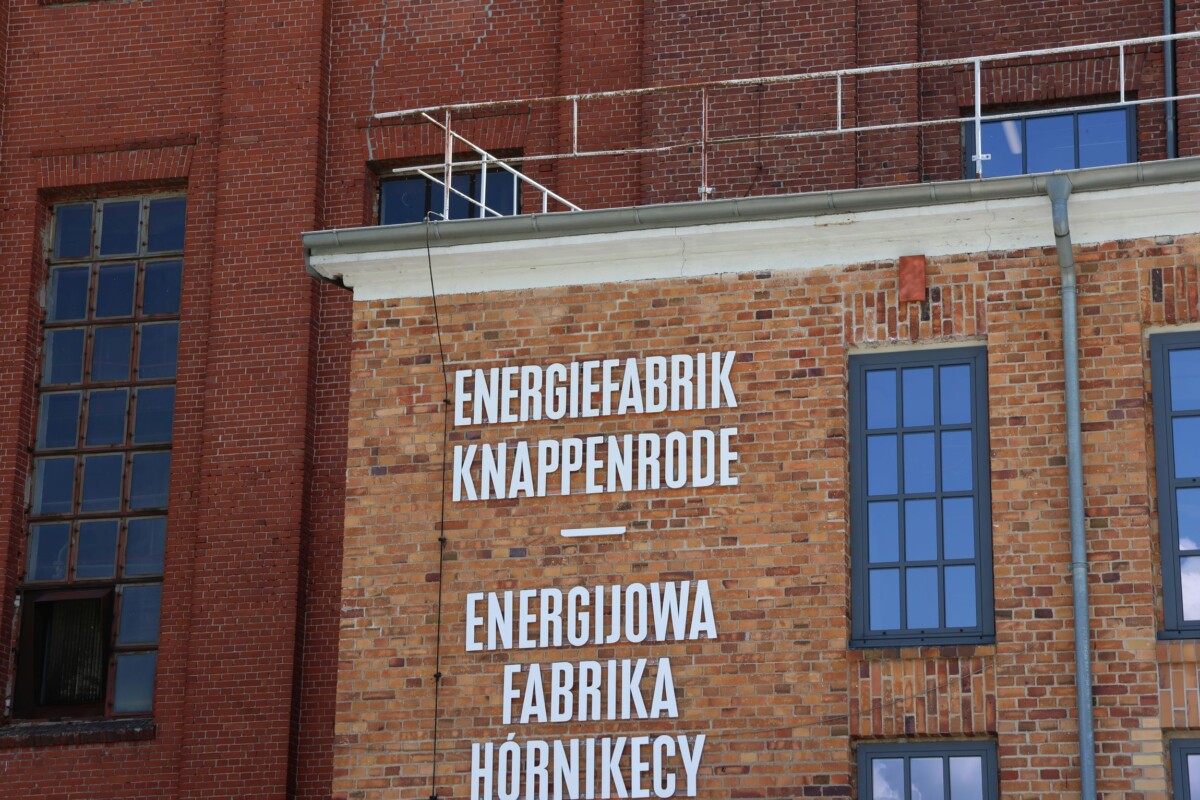 ENERGIEFABRIK
KNAPPENRODE
—
ENERGIJOWA
FABRIKA
HÓRNIKECY